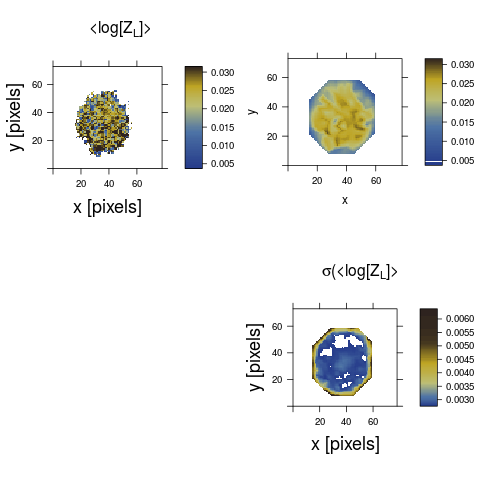 <log[Z_L]>
60
40
20
20 40 60
x [pixels]
y [pixels]
0.030
0.025
0.020
0.015
0.010
0.005
60
40
20
20 40 60
x
y
0.030
0.025
0.020
0.015
0.010
0.005
σ(<log[Z_L]>
60
40
20
20 40 60
x [pixels]
y [pixels]
0.0060
0.0055
0.0050
0.0045
0.0040
0.0035
0.0030